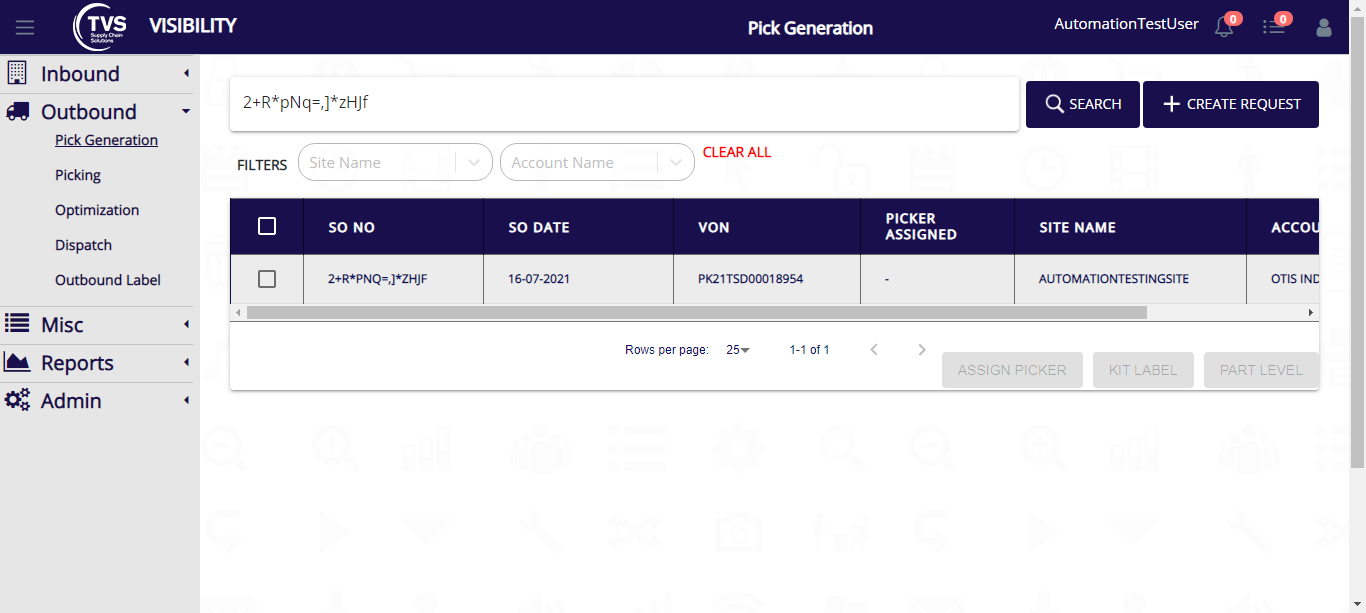 TVS
Supply Chain
Solutions
VISIBILITY
Pick Generation
AutomationTestUser
0
0
Inbound
Outbound
Pick Generation
Picking
Optimization
Dispatch
Outbound Label
Misc
Reports
Admin
2+R*pNq=,]*zHJf
SEARCH
CREATE REQUEST
FILTERS
Site Name
Account Name
CLEAR ALL
SO NO SO DATE VON PICKER ASSIGNED SITE NAME ACCOU
2+R*PNQ=,]*ZHJF 16-07-2021 PK21TSD00018954 - AUTOMATIONTESTINGSITE OTIS IND
Rows per page: 25 1-1 of 1
ASSIGN PICKER KIT LABEL PART LEVEL